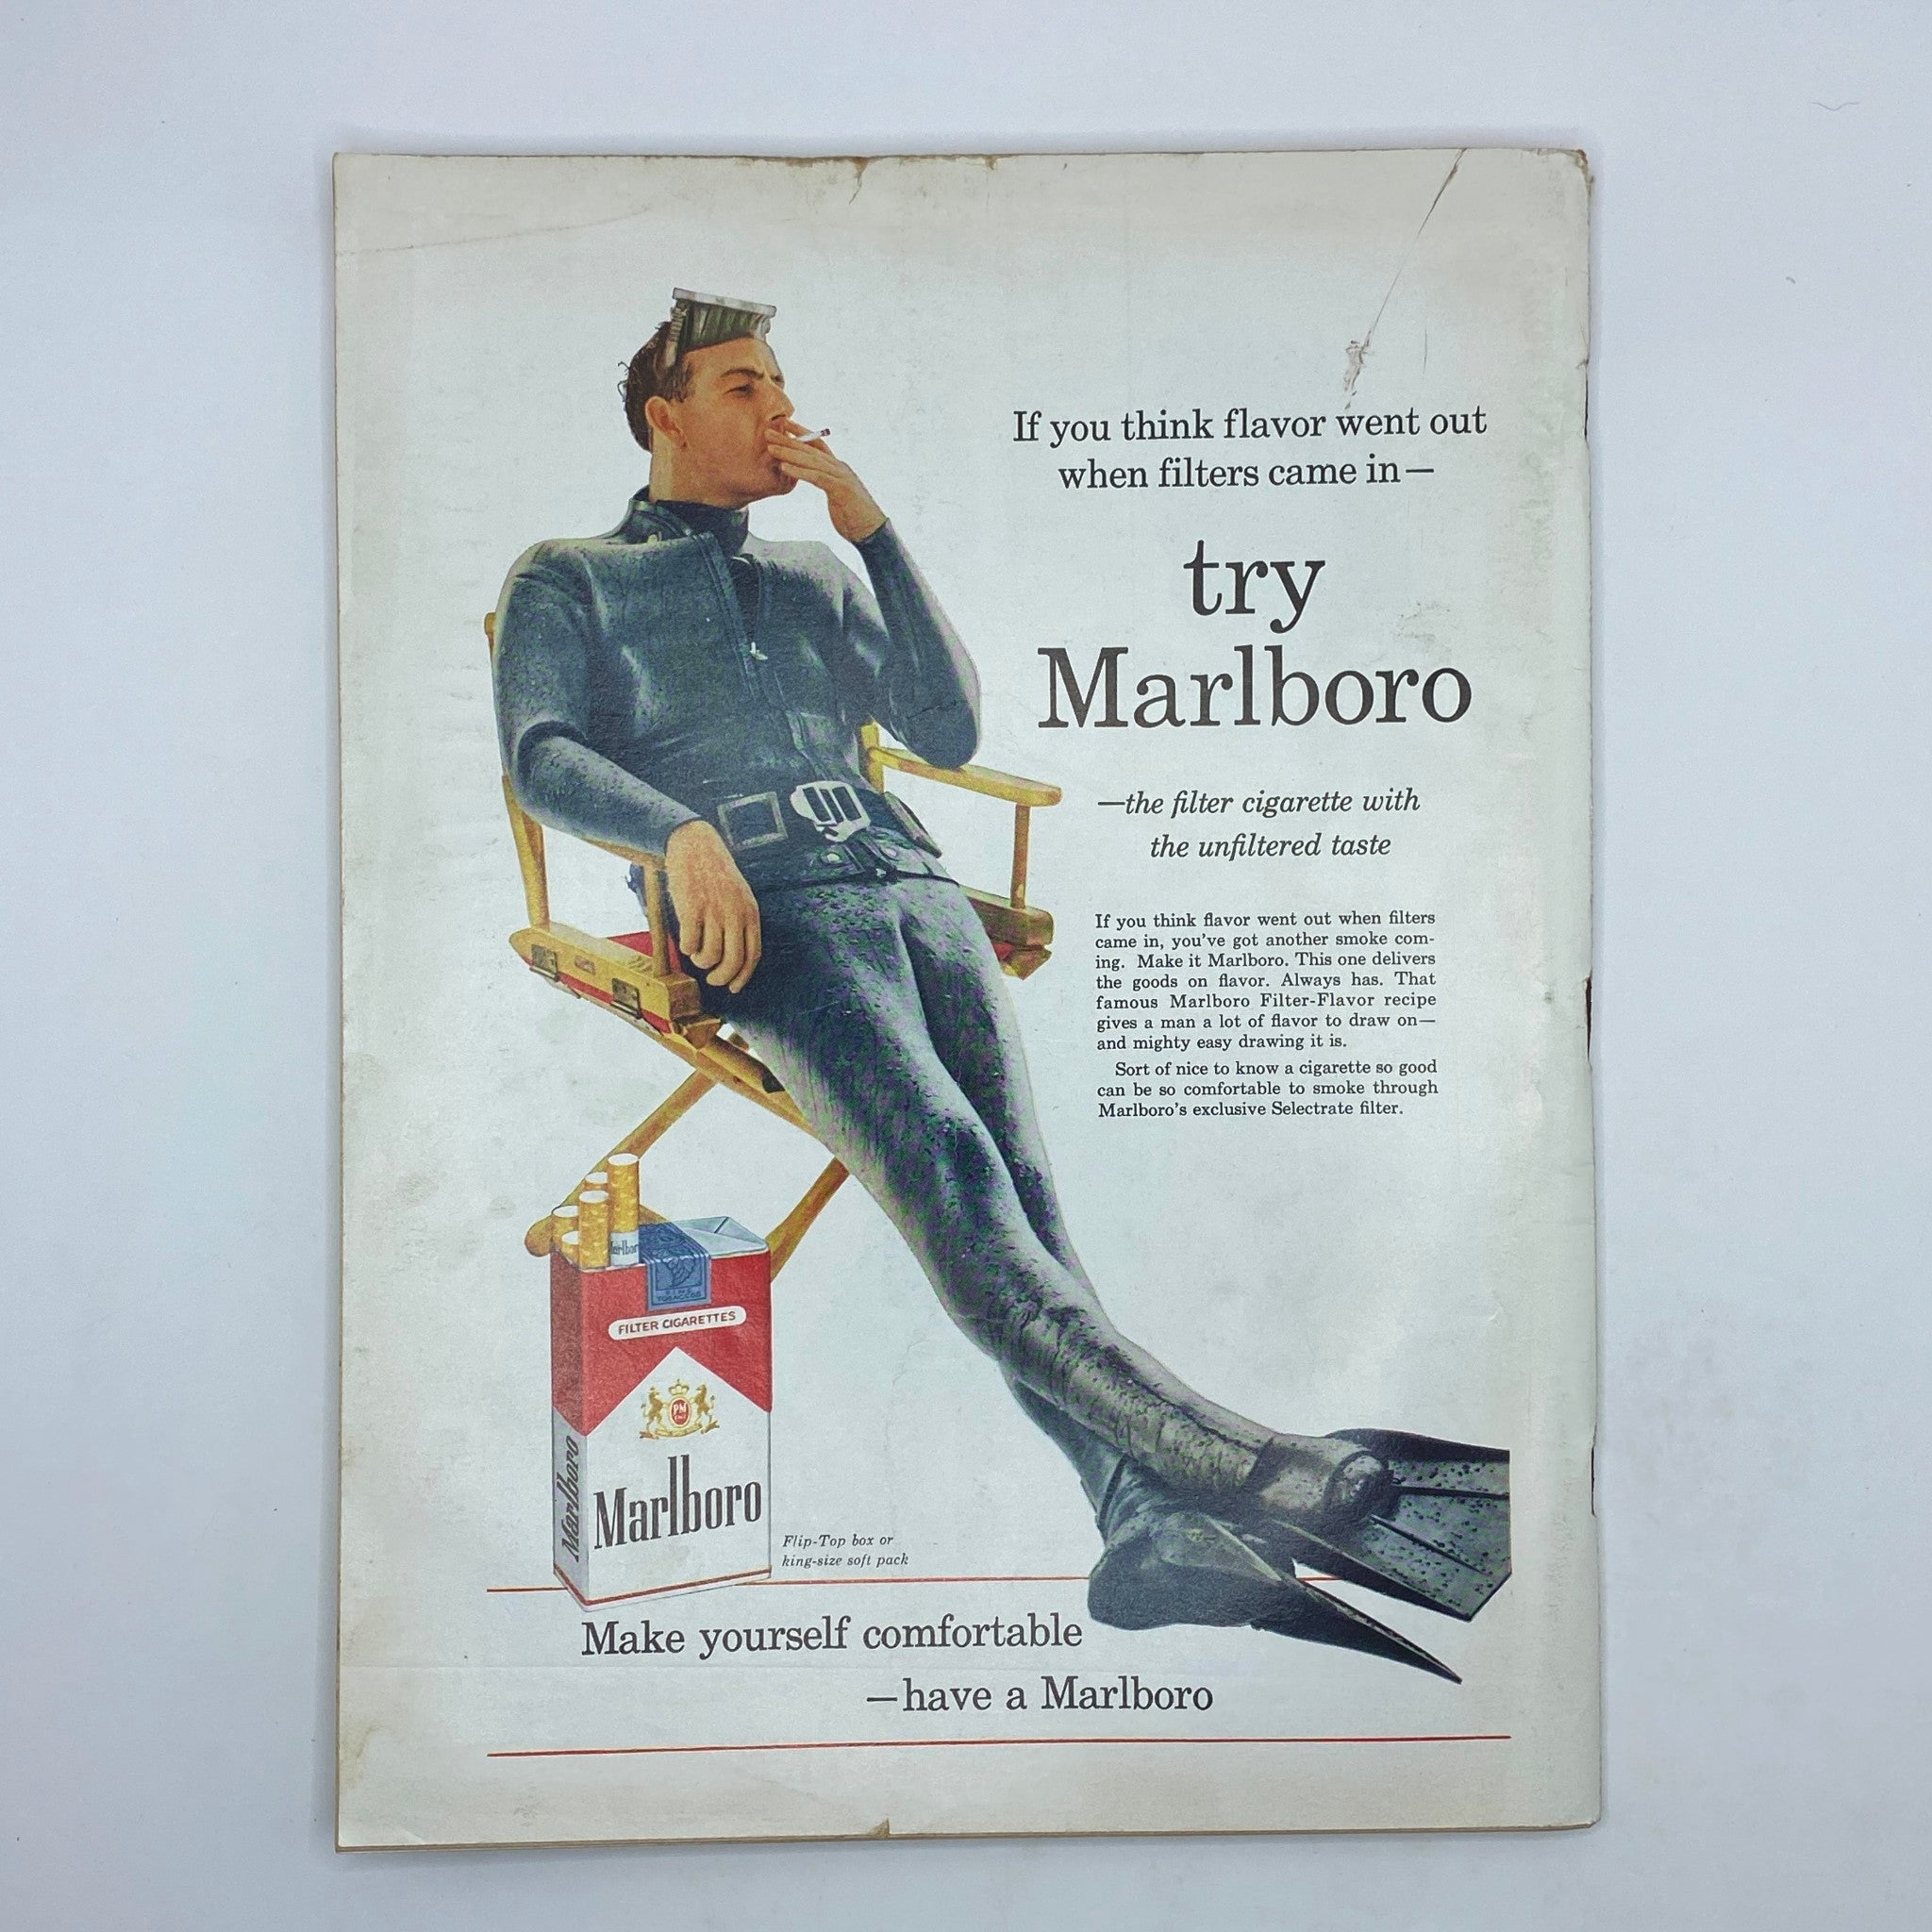 If you think flavor went out
when filters came in—
try
Marlboro
—the filter cigarette with
the unfiltered taste
If you think flavor went out when filters
came in, you've got another smoke com-
ing. Make it Marlboro. This one delivers
the goods on flavor. Always has. That
famous Marlboro Filter-Flavor recipe
gives a man a lot of flavor to draw on—
and mighty easy drawing it is.
Sort of nice to know a cigarette so good
can be so comfortable to smoke through
Marlboro's exclusive Selectrate filter.
Marlboro
TOBACCOS
FILTER CIGARETTES
PM
Marlboro
Marlboro
Flip-Top box or
king-size soft pack
Make yourself comfortable
—have a Marlboro